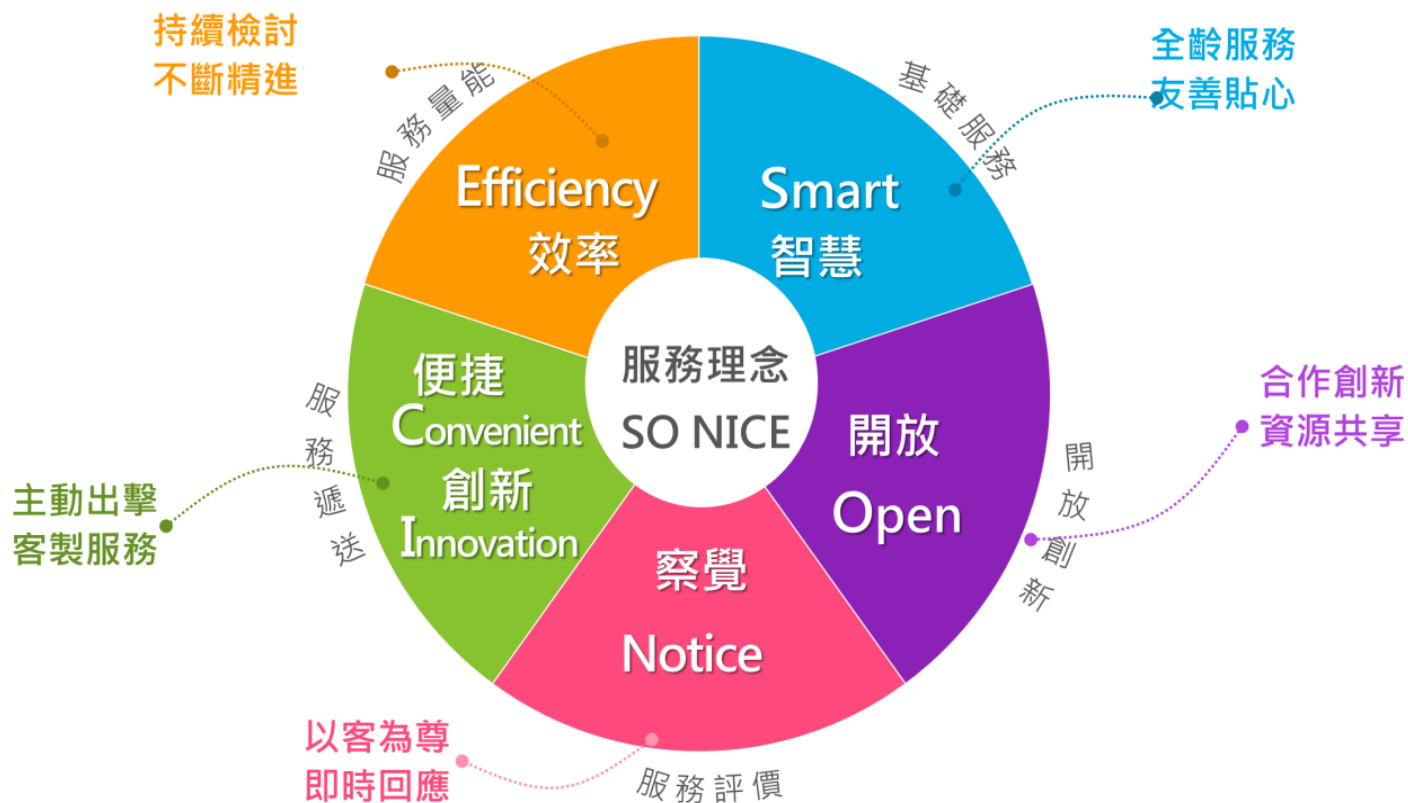 持續檢討
不斷精進
服務量能
Efficiency
效率
基礎服務
Smart
智慧
全齡服務
友善貼心
服務理念
SO NICE
便捷
Convenient
創新
Innovation
服務遞送
主動出擊
客製服務
開放
Open
開放創新
合作創新
資源共享
察覺
Notice
以客為尊
即時回應
服務評價